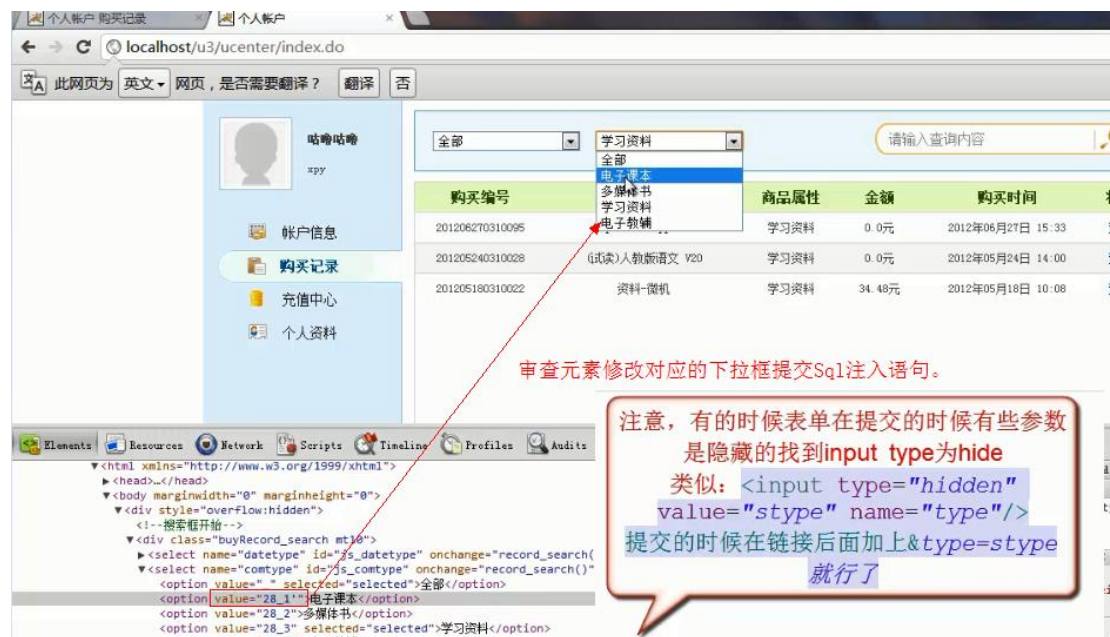 个人帐户 购买记录
个人帐户
localhost/u3/ucenter/index.do
此网页为 英文 网页，是否需要翻译？ 翻译 否
咕噜咕噜
xpy
帐户信息
购买记录
充值中心
个人资料
全部 学习资料 请输入查询内容
全部
电子课本
多媒体书
学习资料
电子教辅
购买编号 商品属性 金额 购买时间
201206270310095 学习资料 0.0元 2012年06月27日 15:33
201205240310028 (试读)人教版语文 V20 学习资料 0.0元 2012年05月24日 14:00
201205180310022 资料-微机 学习资料 34.48元 2012年05月18日 10:08
审查元素修改对应的下拉框提交Sql注入语句。
注意，有的时候表单在提交的时候有些参数
是隐藏的找到input type为hide
类似：<input type="hidden"
value="stype" name="type"/>
提交的时候在链接后面加上&type=stype
就行了
Elements Resources Network Scripts Timeline Profiles Audits
▼<html xmlns="http://www.w3.org/1999/xhtml">
▶<head>…</head>
▼<body marginwidth="0" marginheight="0">
▼<div style="overflow:hidden">
<!--搜索框开始-->
▼<div class="buyRecord_search mt10">
▶<select name="datetype" id="js_datetype" onchange="record_search(
▼<select name="comtype" id="js_comtype" onchange="record_search()"
<option value="_" selected="selected">全部</option>
<option value="28_1'">电子课本</option>
<option value="28_2">多媒体书</option>
<option value="28_3" selected="selected">学习资料</option>